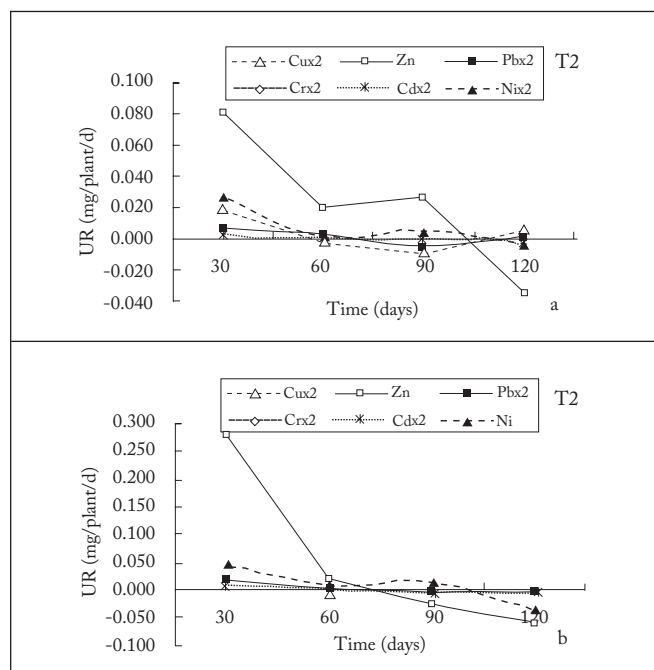 Cux2 Zn Pbx2 T2
Crx2 Cdx2 Nix2
0.100
0.080
0.060
0.040
0.020
0.000
-0.020
-0.040
UR (mg/plant/d)
30 60 90 120
Time (days) a
Cux2 Zn Pbx2 T2
Crx2 Cdx2 Ni
0.300
0.250
0.200
0.150
0.100
0.050
0.000
-0.050
-0.100
UR (mg/plant/d)
30 60 90 120
Time (days) b